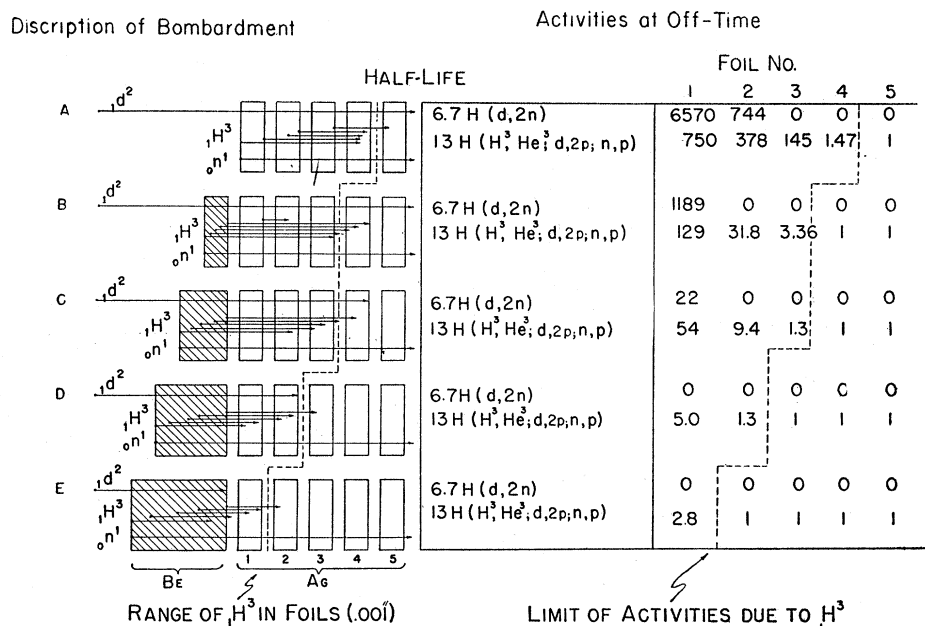 Discription of Bombardment
Activities at Off-Time
HALF-LIFE
FOIL NO.
1 2 3 4 5
A ₁d² 6.7 H (d,2n) 6570 744 0 0 0
₁H³ 13 H (H³, He³; d,2p; n,p) 750 378 145 1.47 1
₀n¹
B ₁d² 6.7 H (d,2n) 1189 0 0 0 0
₁H³ 13 H (H³, He³; d,2p; n,p) 129 31.8 3.36 1 1
₀n¹
C ₁d² 6.7H (d,2n) 22 0 0 0 0
₁H³ 13 H (H³, He³; d,2p; n,p) 54 9.4 1.3 1 1
₀n¹
D ₁d² 6.7H (d,2n) 0 0 0 0 0
₁H³ 13 H (H³, He³; d,2p; n,p) 5.0 1.3 1 1 1
₀n¹
E ₁d² 6.7 H (d,2n) 0 0 0 0 0
₁H³ 13 H (H³, He³; d,2p; n,p) 2.8 1 1 1 1
₀n¹
1 2 3 4 5
BE AG
RANGE OF ₁H³ IN FOILS (.001")
LIMIT OF ACTIVITIES DUE TO ₁H³